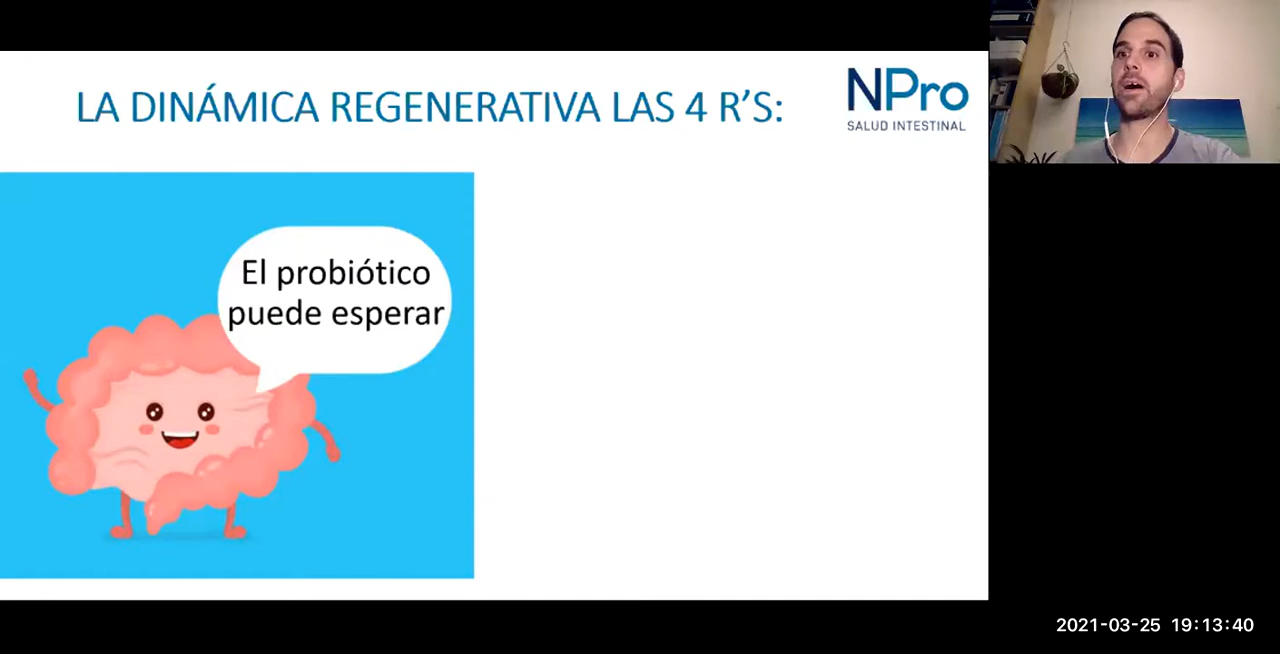 LA DINÁMICA REGENERATIVA LAS 4 R’S:
NPro
SALUD INTESTINAL
El probiótico
puede esperar
2021-03-25 19:13:40